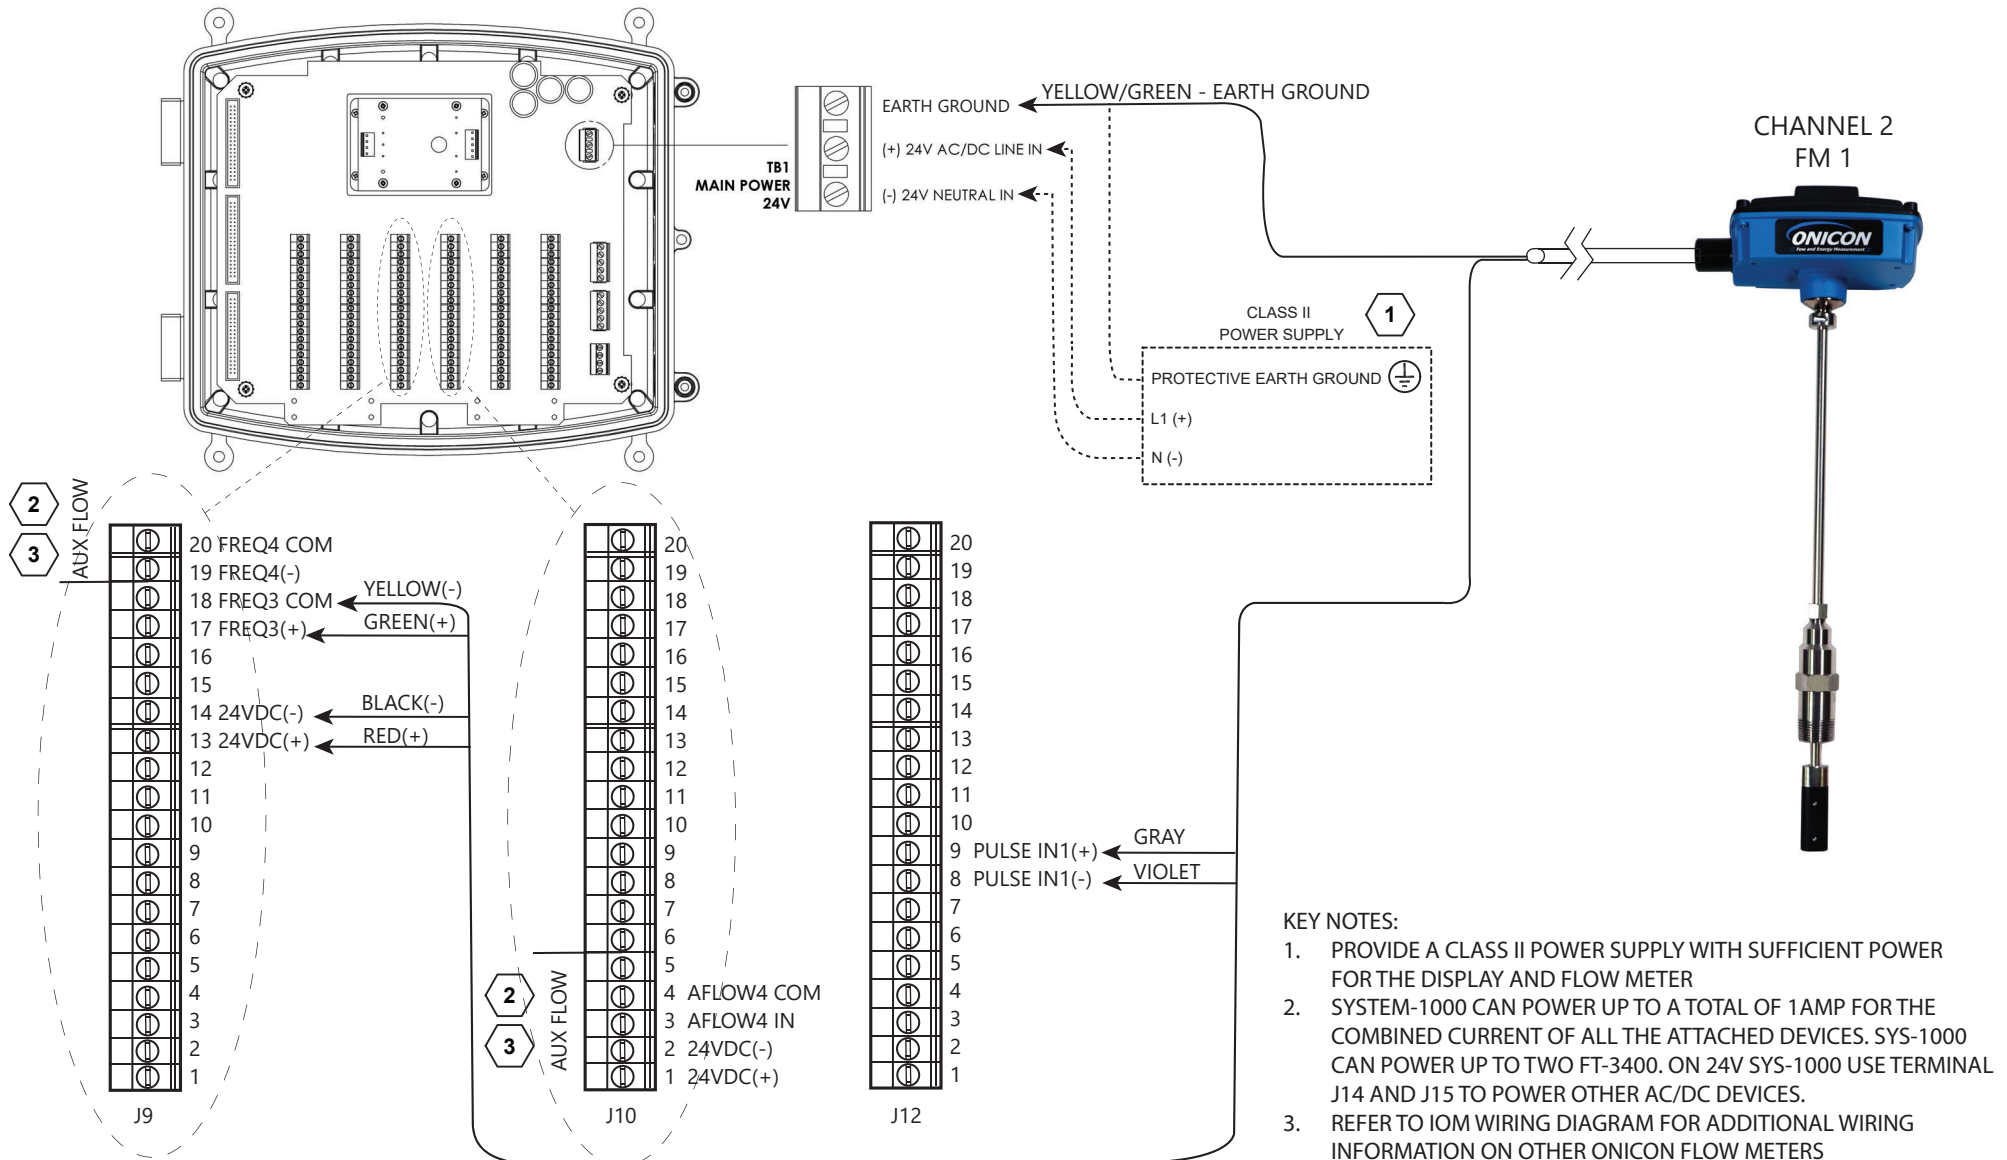 TB1
MAIN POWER
24V
EARTH GROUND
(+) 24V AC/DC LINE IN
(-) 24V NEUTRAL IN
YELLOW/GREEN - EARTH GROUND
CHANNEL 2
FM 1
ONICON
Flow and Energy Measurement
CLASS II
POWER SUPPLY
1
PROTECTIVE EARTH GROUND
L1 (+)
N (-)
2
3
AUX FLOW
20 FREQ4 COM
19 FREQ4(-)
18 FREQ3 COM
17 FREQ3(+)
16
15
14 24VDC(-)
13 24VDC(+)
12
11
10
9
8
7
6
5
4
3
2
1
J9
YELLOW(-)
GREEN(+)
BLACK(-)
RED(+)
20
19
18
17
16
15
14
13
12
11
10
9
8
7
6
5
4 AFLOW4 COM
3 AFLOW4 IN
2 24VDC(-)
1 24VDC(+)
J10
2
3
AUX FLOW
20
19
18
17
16
15
14
13
12
11
10
9 PULSE IN1(+)
8 PULSE IN1(-)
7
6
5
4
3
2
1
J12
GRAY
VIOLET
KEY NOTES:
1. PROVIDE A CLASS II POWER SUPPLY WITH SUFFICIENT POWER
FOR THE DISPLAY AND FLOW METER
2. SYSTEM-1000 CAN POWER UP TO A TOTAL OF 1AMP FOR THE
COMBINED CURRENT OF ALL THE ATTACHED DEVICES. SYS-1000
CAN POWER UP TO TWO FT-3400. ON 24V SYS-1000 USE TERMINAL
J14 AND J15 TO POWER OTHER AC/DC DEVICES.
3. REFER TO IOM WIRING DIAGRAM FOR ADDITIONAL WIRING
INFORMATION ON OTHER ONICON FLOW METERS